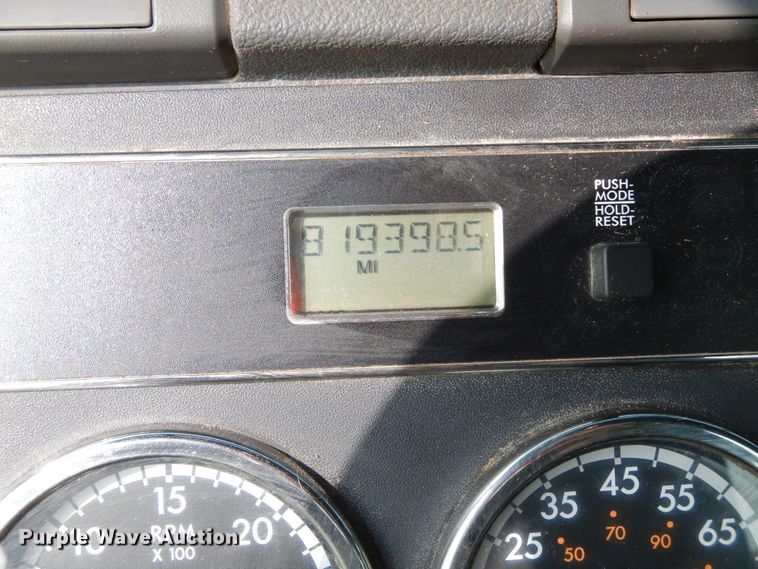 PUSH-
MODE
HOLD-
RESET
819398.5
MI
10 15 20
RPM
X 100
25 35 45 55 65
50 70 90
Purple Wave Auction